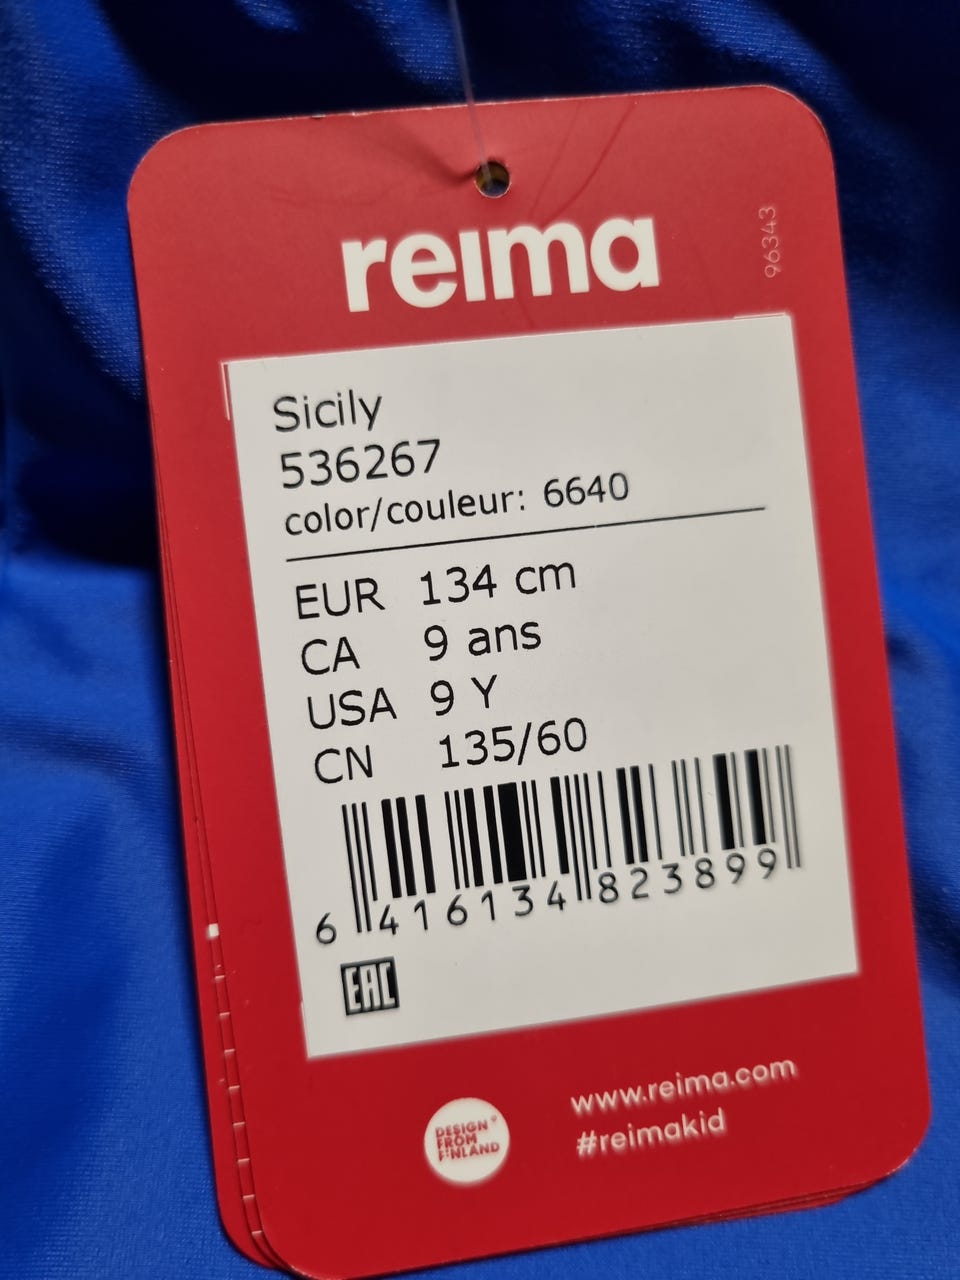 reima
96343
Sicily
536267
color/couleur: 6640
EUR 134 cm
CA 9 ans
USA 9 Y
CN 135/60
6 416134 823899
EAC
DESIGN
FROM
FINLAND
www.reima.com
#reimakid